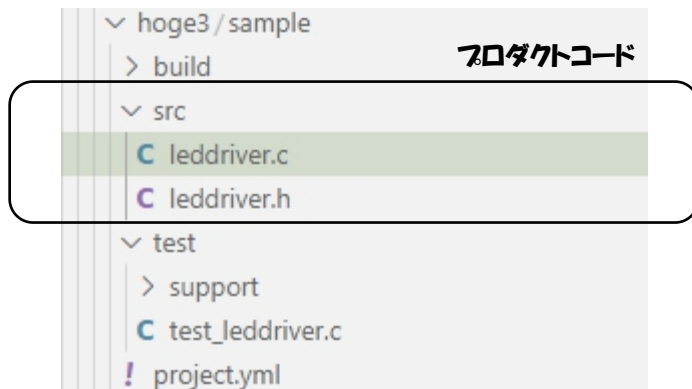 hoge3 / sample
プロダクトコード
build
src
C leddriver.c
C leddriver.h
test
support
C test_leddriver.c
! project.yml